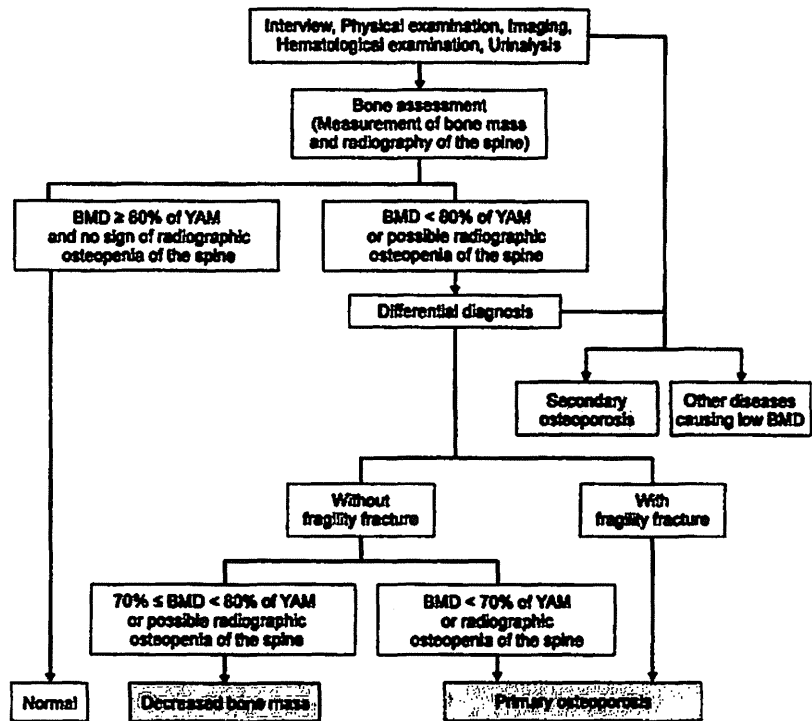 Interview, Physical examination, Imaging,
Hematological examination, Urinalysis
Bone assessment
(Measurement of bone mass
and radiography of the spine)
BMD ≥ 80% of YAM
and no sign of radiographic
osteopenia of the spine
BMD < 80% of YAM
or possible radiographic
osteopenia of the spine
Differential diagnosis
Secondary
osteoporosis
Other diseases
causing low BMD
Without
fragility fracture
With
fragility fracture
70% ≤ BMD < 80% of YAM
or possible radiographic
osteopenia of the spine
BMD < 70% of YAM
or radiographic
osteopenia of the spine
Normal
Decreased bone mass
Primary osteoporosis